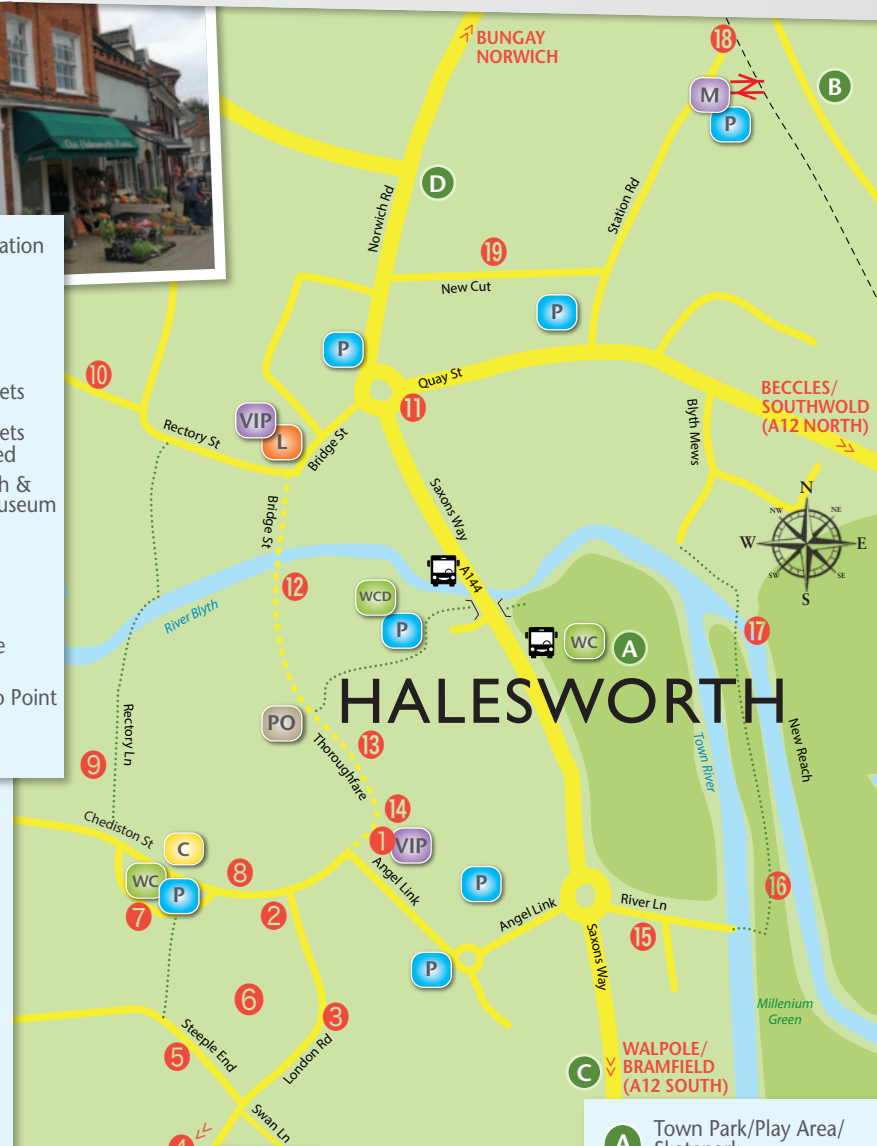 BUNGAY
NORWICH
18
M
P
B
D
Norwich Rd
Station Rd
19
New Cut
P
P
Quay St
11
10
Rectory St
VIP
L
Bridge St
BECCLES/
SOUTHWOLD
(A12 NORTH)
Blyth Mews
N
NW
NE
W
E
SW
SE
S
Saxons Way
A144
Bridge St
12
River Blyth
WCD
P
WC
A
17
HALESWORTH
PO
Thoroughfare
13
Rectory Ln
9
Town River
New Reach
14
1
VIP
Chediston St
C
WC
P
8
7
2
Angel Link
P
Angel Link
River Ln
15
16
P
Saxons Way
6
3
Millenium
Green
5
Steeple End
London Rd
Swan Ln
4
C
WALPOLE/
BRAMFIELD
(A12 SOUTH)
ation
ets
ets
ed
h &
useum
e
o Point
A
Town Park/Play Area/